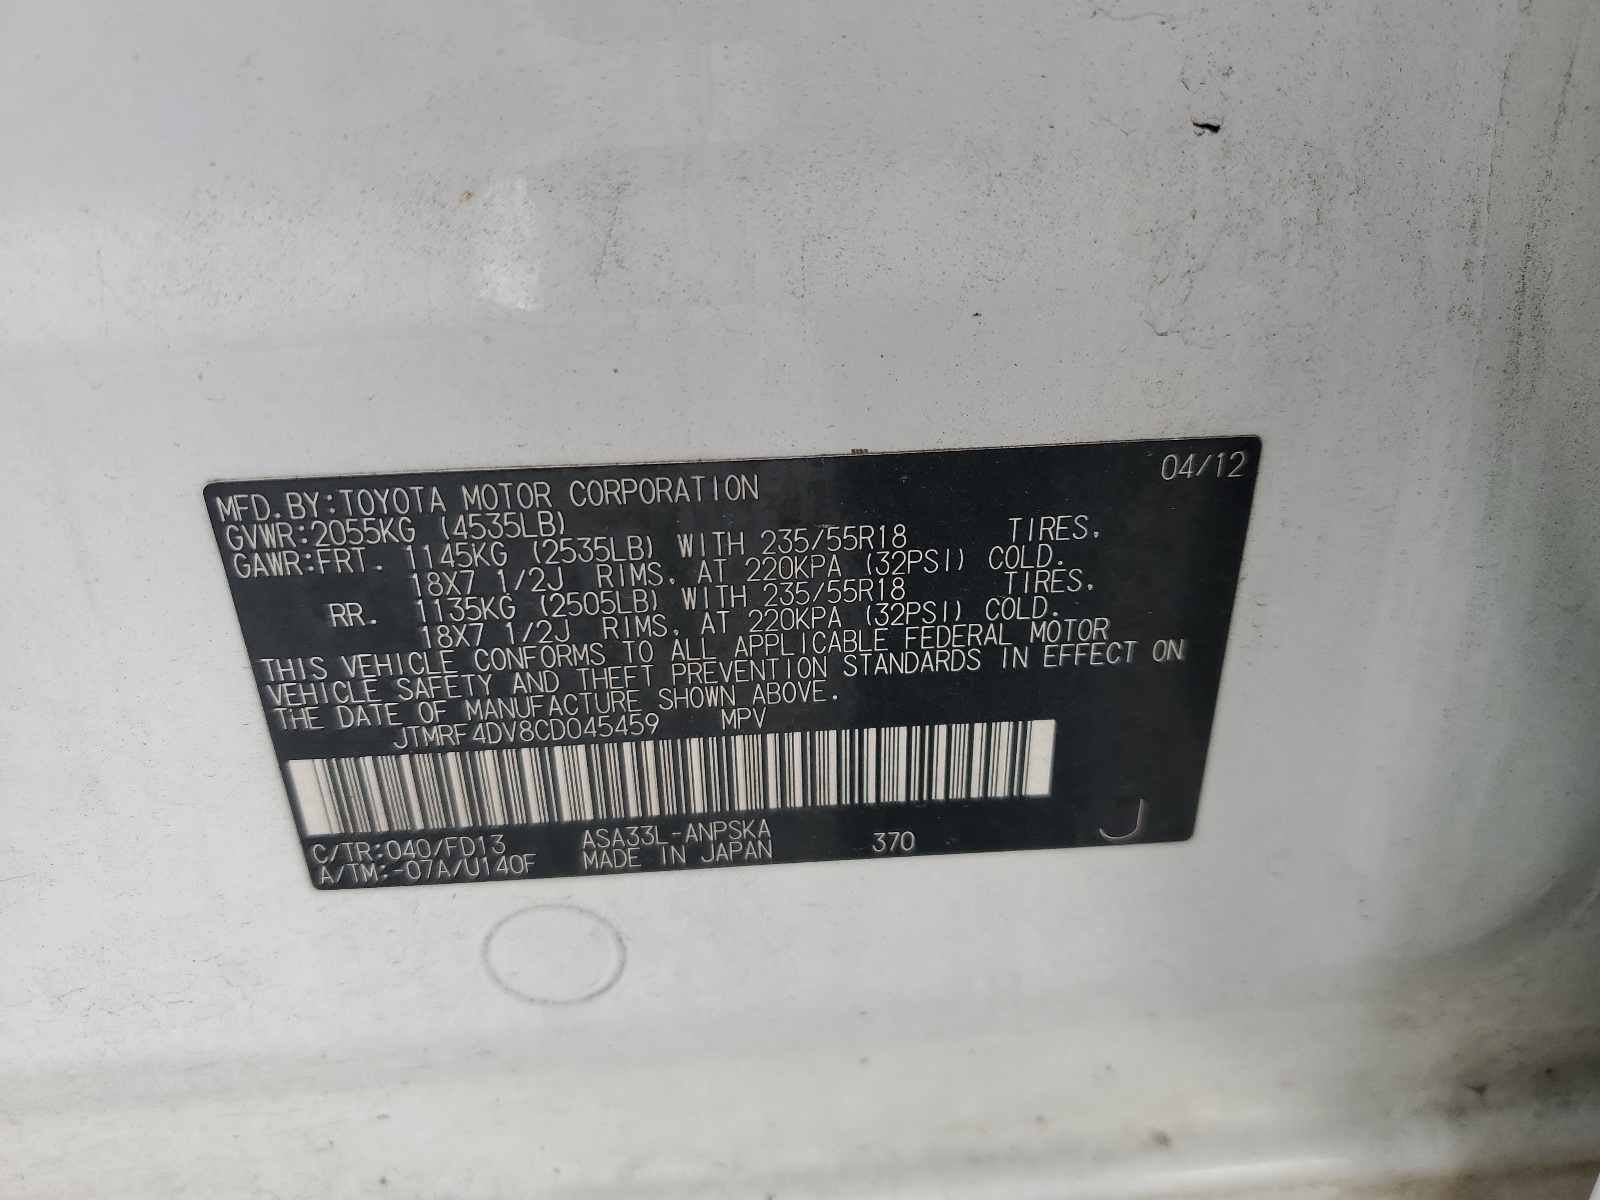 04/12
MFD.BY:TOYOTA MOTOR CORPORATION
GVWR:2055KG (4535LB)
GAWR:FRT. 1145KG (2535LB) WITH 235/55R18 TIRES,
18X7 1/2J RIMS, AT 220KPA (32PSI) COLD.
RR. 1135KG (2505LB) WITH 235/55R18 TIRES,
18X7 1/2J RIMS, AT 220KPA (32PSI) COLD.
THIS VEHICLE CONFORMS TO ALL APPLICABLE FEDERAL MOTOR
VEHICLE SAFETY AND THEFT PREVENTION STANDARDS IN EFFECT ON
THE DATE OF MANUFACTURE SHOWN ABOVE.
JTMRF4DV8CD045459 MPV
C/TR:040/FD13 ASA33L-ANPSKA 370 J
A/TM:-07A/U140F MADE IN JAPAN